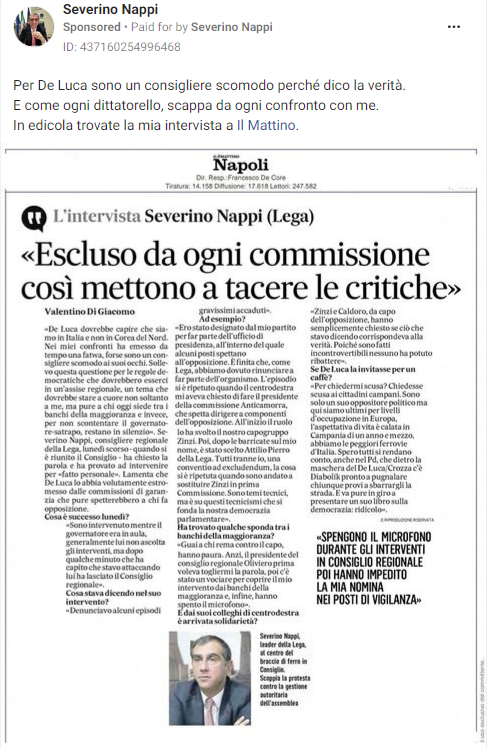 Severino Nappi
Sponsored • Paid for by Severino Nappi
ID: 437160254996468
Per De Luca sono un consigliere scomodo perché dico la verità.
E come ogni dittatorello, scappa da ogni confronto con me.
In edicola trovate la mia intervista a Il Mattino.
IL MATTINO
Napoli
Dir. Resp.:Francesco De Core
Tiratura: 14.158 Diffusione: 17.618 Lettori: 247.582
L'intervista Severino Nappi (Lega)
«Escluso da ogni commissione
così mettono a tacere le critiche»
Valentino Di Giacomo
«De Luca dovrebbe capire che sia-
mo in Italia e non in Corea del Nord.
Nei miei confronti ha emesso da
tempo una fatwa, forse sono un con-
sigliere scomodo ai suoi occhi. Solle-
vo questa questione per le regole de-
mocratiche che dovrebbero esserci
in un'assise regionale, un tema che
dovrebbe stare a cuore non soltanto
a me, ma pure a chi oggi siede tra i
banchi della maggioranza e invece,
per non scontentare il governato-
re-satrapo, restano in silenzio». Se-
verino Nappi, consigliere regionale
della Lega, lunedì scorso - quando si
è riunito il Consiglio - ha chiesto la
parola e ha provato ad intervenire
per «fatto personale». Lamenta che
De Luca lo abbia volutamente estro-
messo dalle commissioni di garan-
zia che pure spetterebbero a chi fa
opposizione.
Cosa è successo lunedì?
«Sono intervenuto mentre il
governatore era in aula,
generalmente lui non ascolta
gli interventi, ma dopo
qualche minuto che ha
capito che stavo attaccando
lui ha lasciato il Consiglio
regionale».
Cosa stava dicendo nel suo
intervento?
«Denunciavo alcuni episodi
gravissimi accaduti».
Ad esempio?
«Ero stato designato dal mio partito
per far parte dell'ufficio di
presidenza, all'interno del quale
alcuni posti spettano
all'opposizione. È finita che, come
Lega, abbiamo dovuto rinunciare a
far parte dell'organismo. L'episodio
si è ripetuto quando il centrodestra
mi aveva chiesto di fare il presidente
della commissione Anticamorra,
che spetta dirigere a componenti
dell'opposizione. All'inizio il ruolo
lo ha svolto il nostro capogruppo
Zinzi. Poi, dopo le barricate sul mio
nome, è stato scelto Attilio Pierro
della Lega. Tutti tranne io, una
conventio ad excludendum, la cosa
si è ripetuta quando sono andato a
sostituire Zinzi in prima
Commissione. Sono temi tecnici,
ma è su questi tecnicismi che si
fonda la nostra democrazia
parlamentare».
Ha trovato qualche sponda tra i
banchi della maggioranza?
«Guai a chi rema contro il capo,
hanno paura. Anzi, il presidente del
consiglio regionale Oliviero prima
voleva togliermi la parola, poi c'è
stato un vociare per coprire il mio
intervento dai banchi della
maggioranza e, infine, hanno
spento il microfono».
E dai suoi colleghi di centrodestra
è arrivata solidarietà?
«Zinzi e Caldoro, da capo
dell'opposizione, hanno
semplicemente chiesto se ciò che
stavo dicendo corrispondeva alla
verità. Poiché sono fatti
incontrovertibili nessuno ha potuto
ribattere».
Se De Luca la invitasse per un
caffè?
«Per chiedermi scusa? Chiedesse
scusa ai cittadini campani. Sono
solo un suo oppositore politico ma
qui siamo ultimi per livelli
d'occupazione in Europa,
l'aspettativa di vita è calata in
Campania di un anno e mezzo,
abbiamo le peggiori ferrovie
d'Italia. Spero tutti si rendano
conto, anche nel Pd, che dietro la
maschera del De Luca/Crozza c'è
Diabolik pronto a pugnalare
chiunque provi a sbarrargli la
strada. E va pure in giro a
presentare un suo libro sulla
democrazia: ridicolo».
© RIPRODUZIONE RISERVATA
«SPENGONO IL MICROFONO
DURANTE GLI INTERVENTI
IN CONSIGLIO REGIONALE
POI HANNO IMPEDITO
LA MIA NOMINA
NEI POSTI DI VIGILANZA»
Severino Nappi,
leader della Lega,
al centro del
braccio di ferro in
Consiglio.
Scoppia la protesta
contro la gestione
autoritaria
dell'assemblea
uso esclusivo del committente.